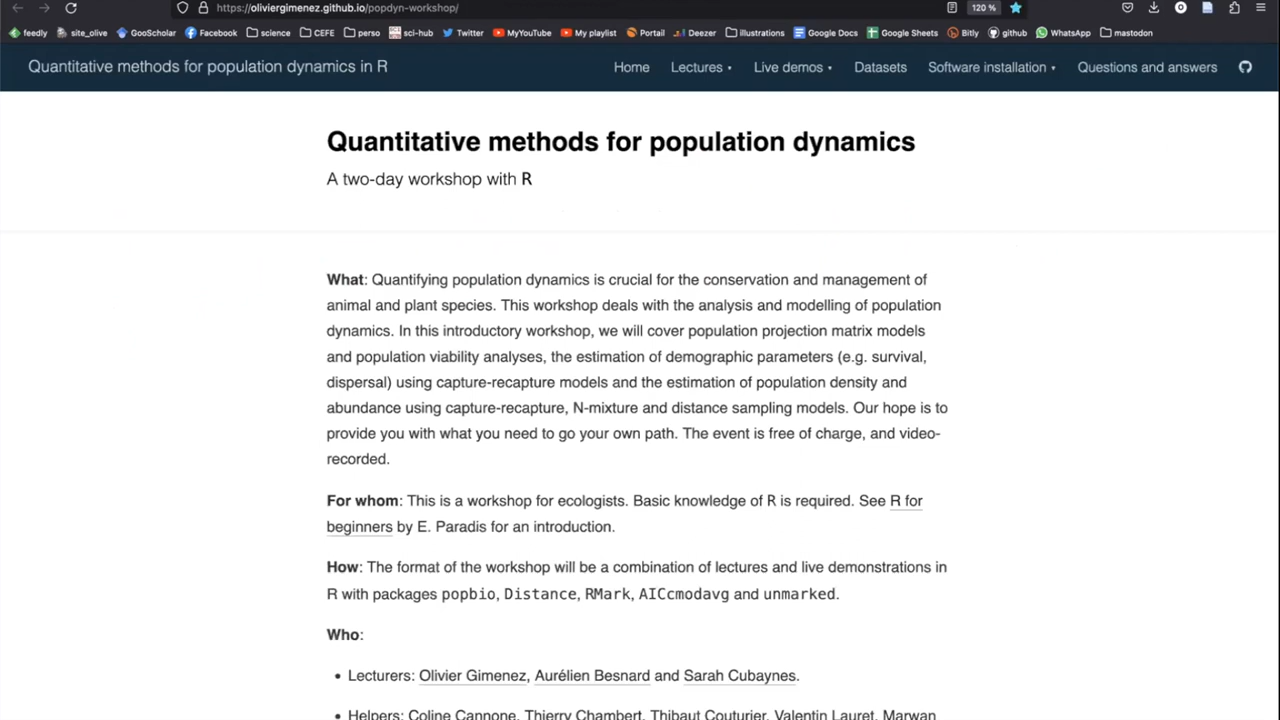 https://oliviergimenez.github.io/popdyn-workshop/
120 %
feedly site_olive GooScholar Facebook science CEFE perso sci-hub Twitter MyYouTube My playlist Portail Deezer illustrations Google Docs Google Sheets Bitly github WhatsApp mastodon
Quantitative methods for population dynamics in R Home Lectures Live demos Datasets Software installation Questions and answers
Quantitative methods for population dynamics
A two-day workshop with R
What: Quantifying population dynamics is crucial for the conservation and management of
animal and plant species. This workshop deals with the analysis and modelling of population
dynamics. In this introductory workshop, we will cover population projection matrix models
and population viability analyses, the estimation of demographic parameters (e.g. survival,
dispersal) using capture-recapture models and the estimation of population density and
abundance using capture-recapture, N-mixture and distance sampling models. Our hope is to
provide you with what you need to go your own path. The event is free of charge, and video-
recorded.
For whom: This is a workshop for ecologists. Basic knowledge of R is required. See R for
beginners by E. Paradis for an introduction.
How: The format of the workshop will be a combination of lectures and live demonstrations in
R with packages popbio, Distance, RMark, AICcmodavg and unmarked.
Who:
• Lecturers: Olivier Gimenez, Aurélien Besnard and Sarah Cubaynes.
• Helpers: Coline Cannone, Thierry Chambert, Thibaut Couturier, Valentin Lauret, Marwan